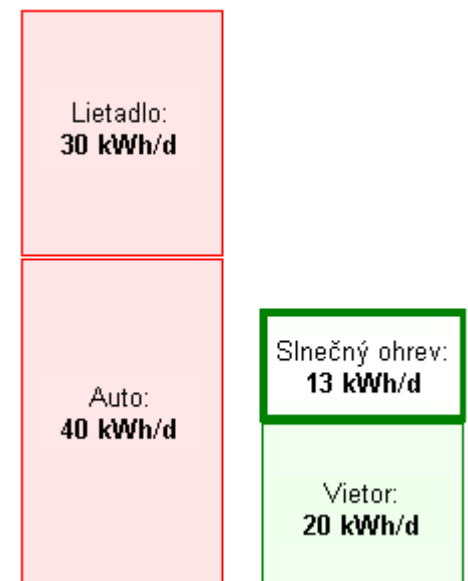 Lietadlo:
30 kWh/d
Auto:
40 kWh/d
Slnečný ohrev:
13 kWh/d
Vietor:
20 kWh/d